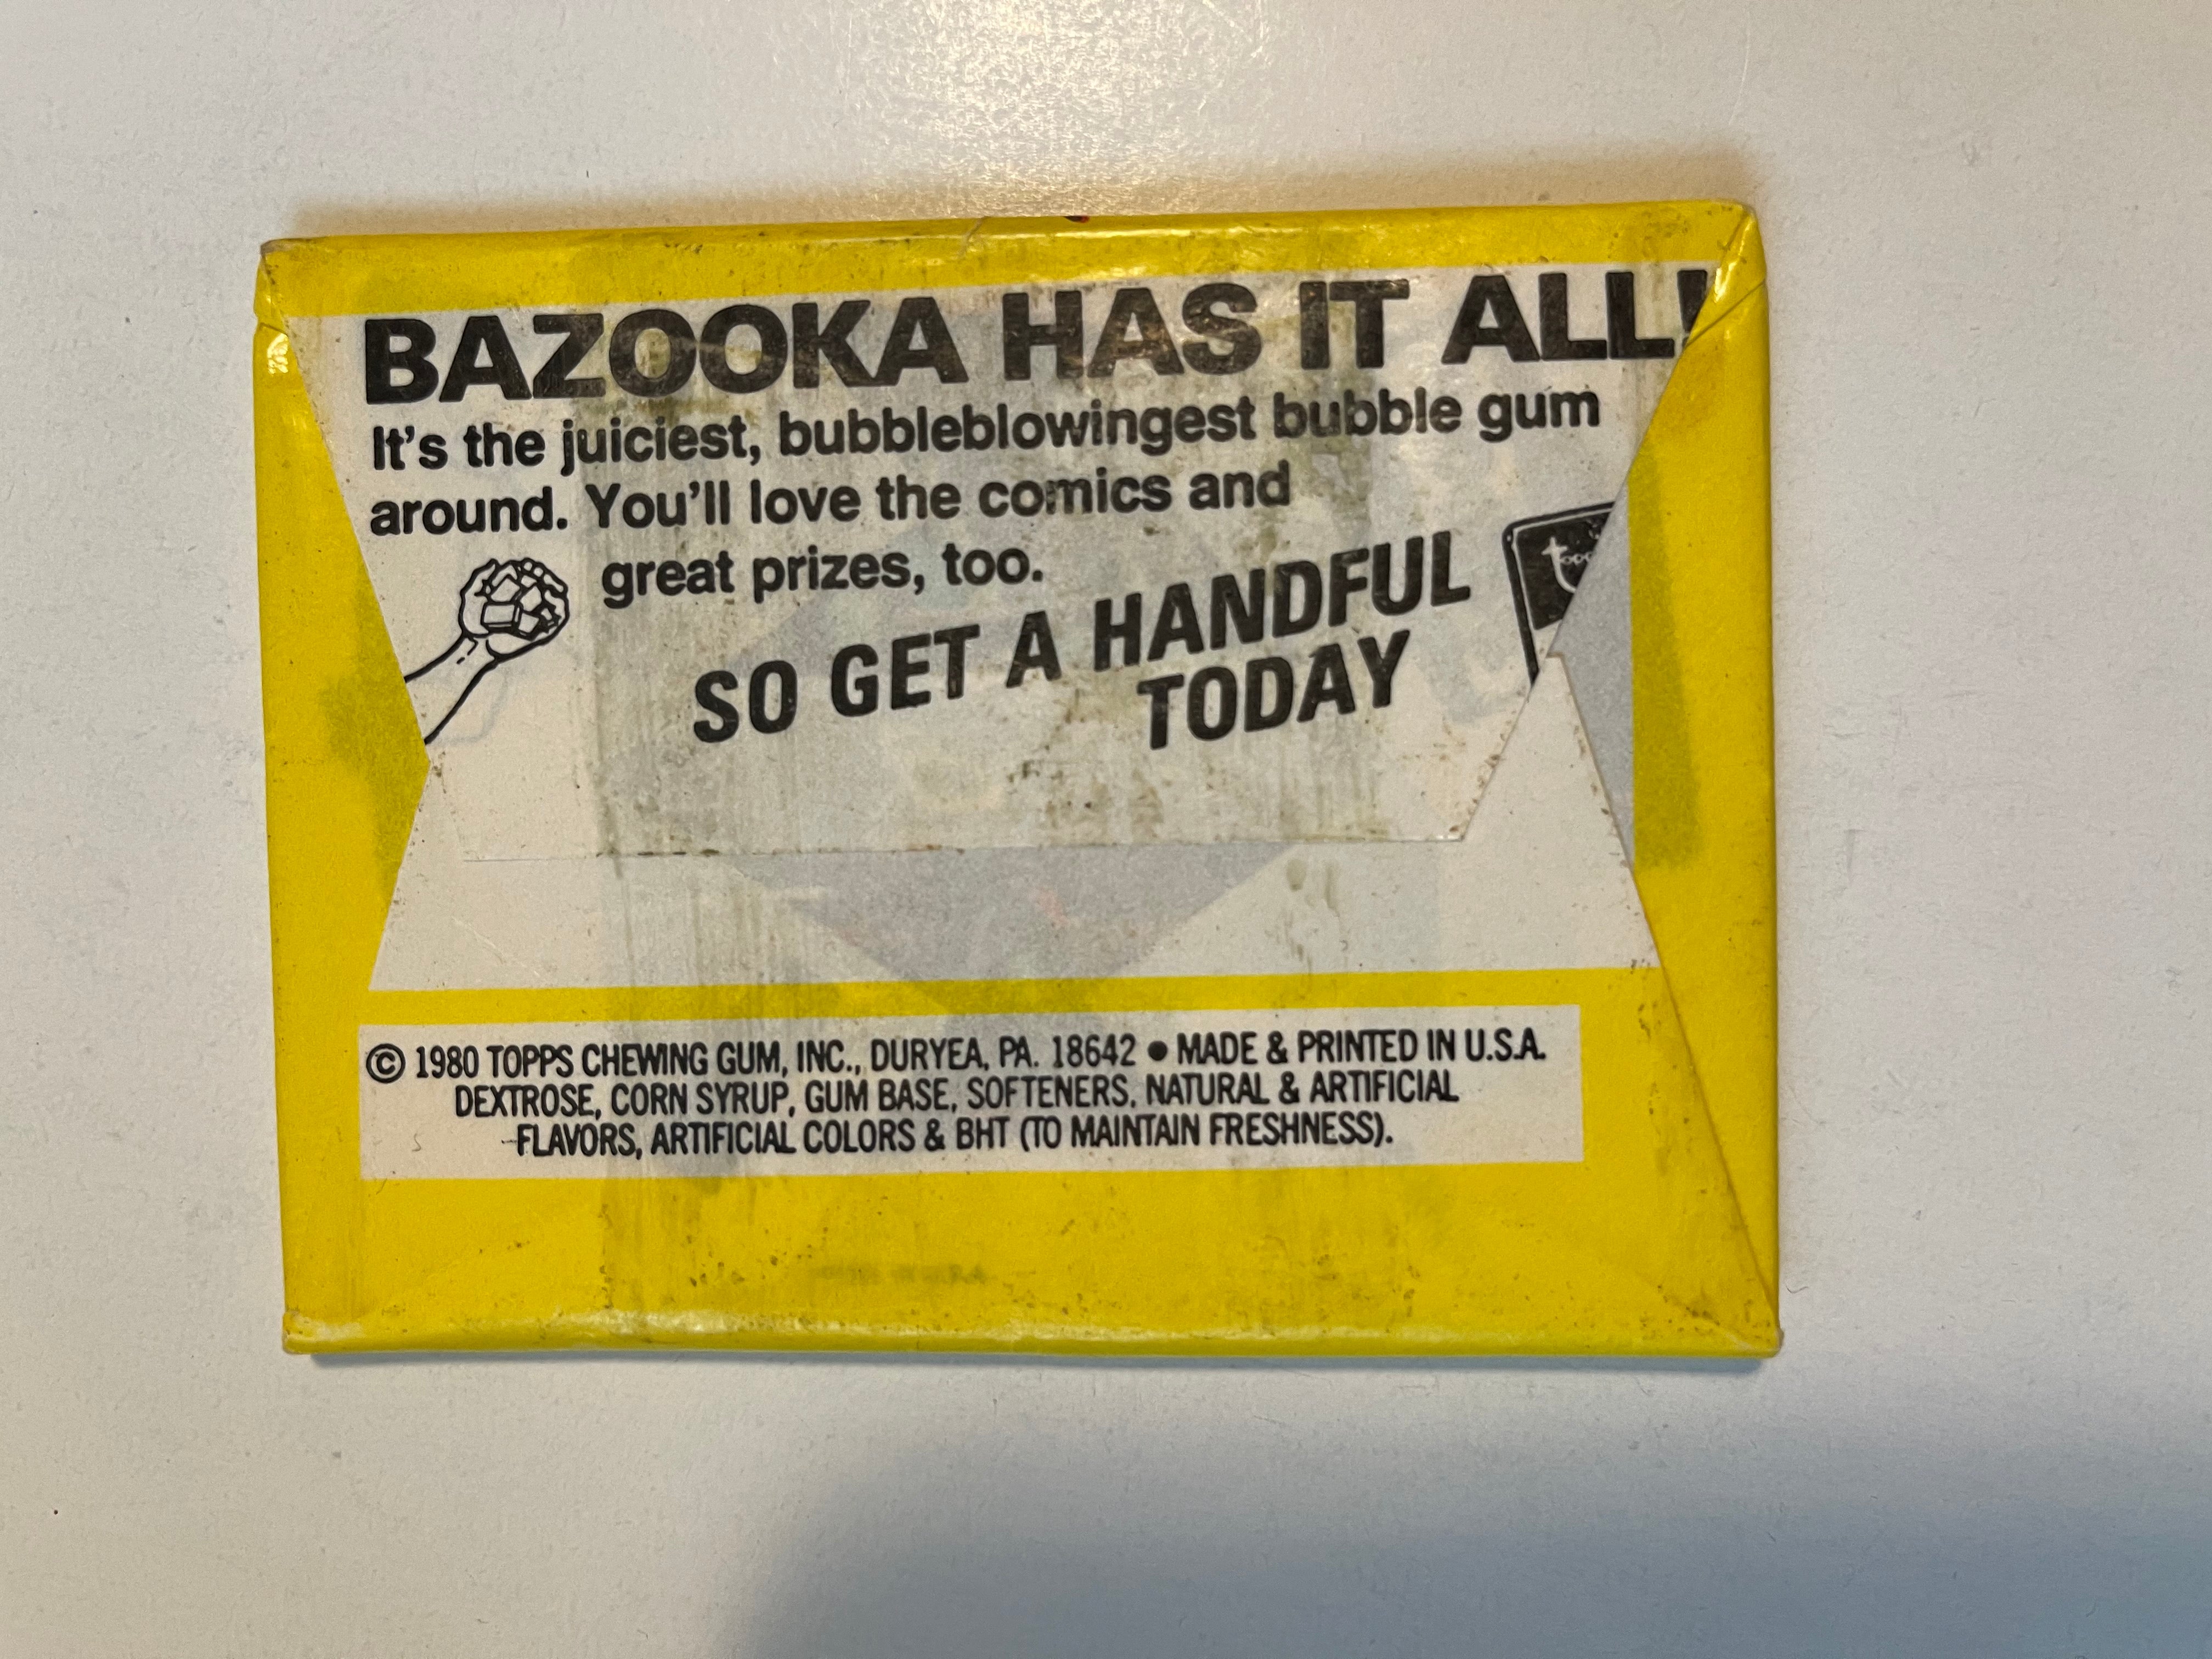 BAZOOKA HAS IT ALL!
It's the juiciest, bubbleblowingest bubble gum
around. You'll love the comics and
great prizes, too.
SO GET A HANDFUL
TODAY
© 1980 TOPPS CHEWING GUM, INC., DURYEA, PA. 18642 • MADE & PRINTED IN U.S.A.
DEXTROSE, CORN SYRUP, GUM BASE, SOFTENERS, NATURAL & ARTIFICIAL
FLAVORS, ARTIFICIAL COLORS & BHT (TO MAINTAIN FRESHNESS).